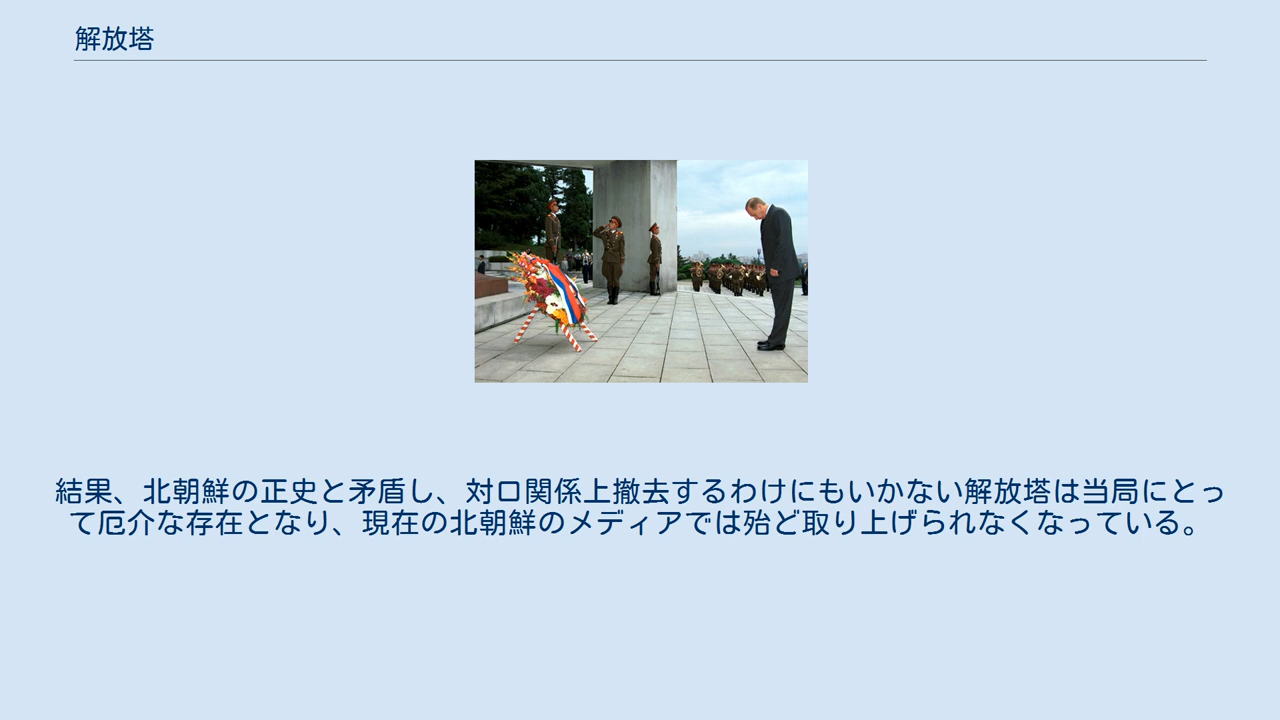 解放塔
結果、北朝鮮の正史と矛盾し、対ロ関係上撤去するわけにもいかない解放塔は当局にとっ
て厄介な存在となり、現在の北朝鮮のメディアでは殆ど取り上げられなくなっている。